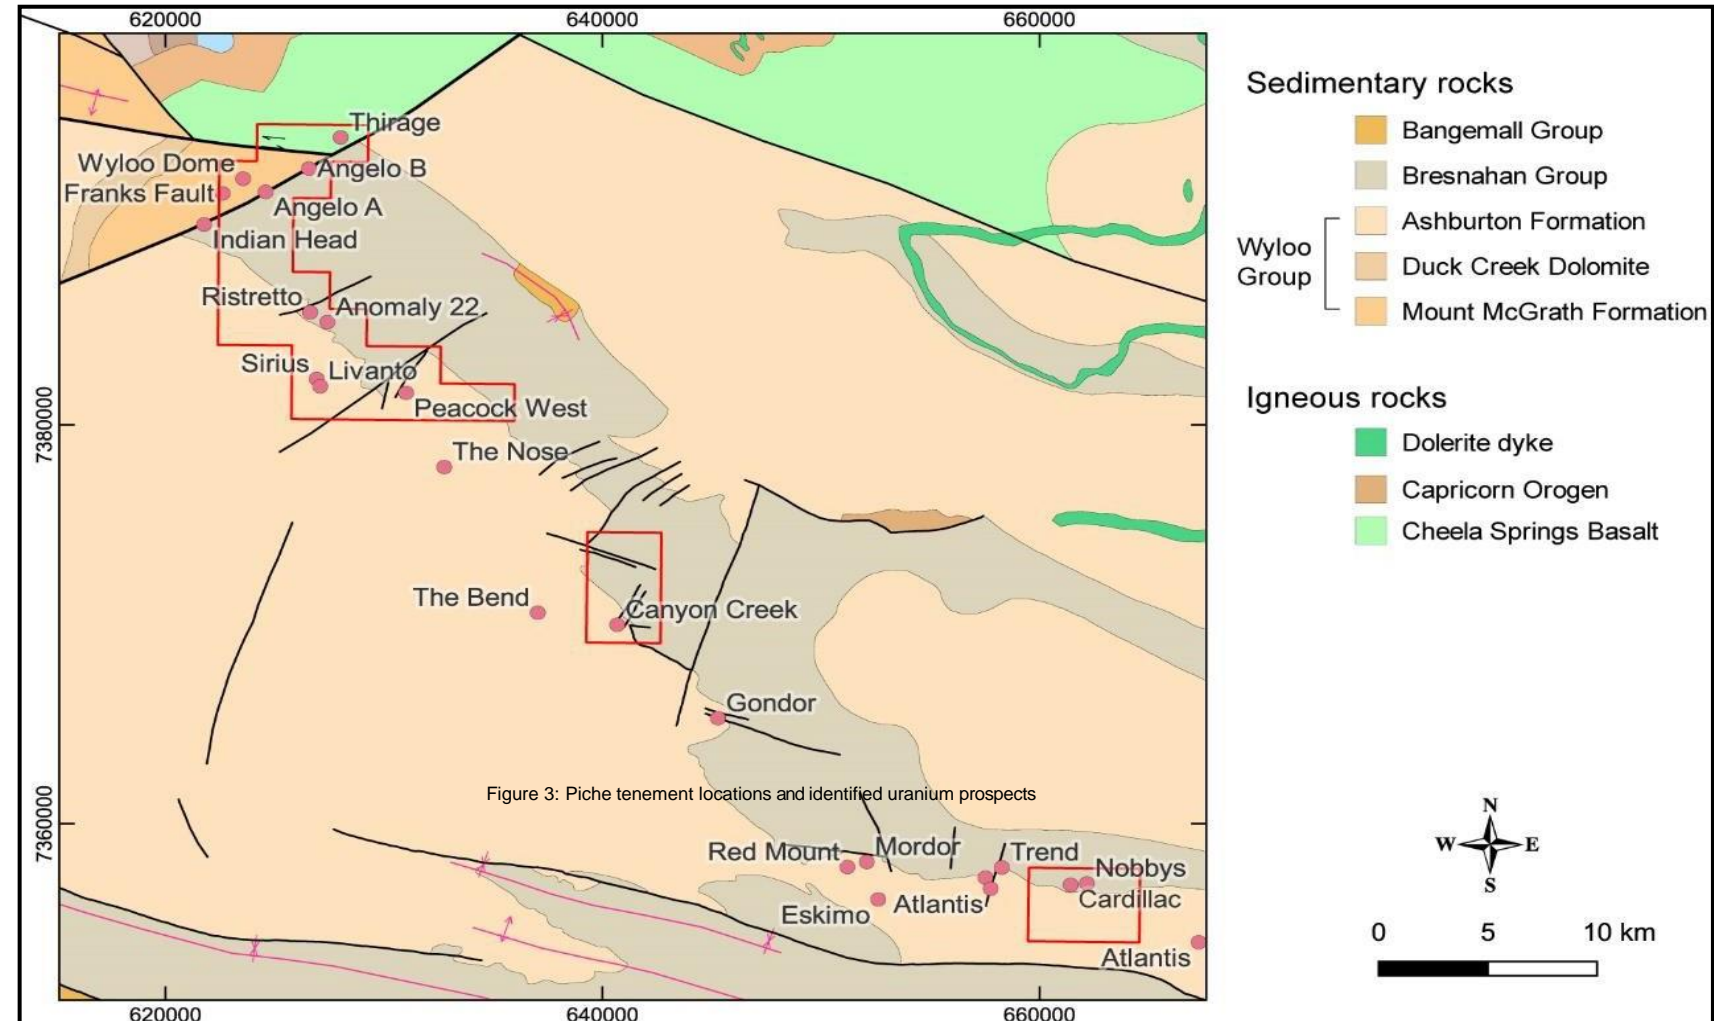 620000 640000 660000
7380000
7360000
Thirage
Wyloo Dome
Angelo B
Franks Fault
Angelo A
Indian Head
Ristretto
Anomaly 22
Sirius
Livanto
Peacock West
The Nose
The Bend
Canyon Creek
Gondor
Figure 3: Piche tenement locations and identified uranium prospects
Red Mount
Mordor
Trend
Nobbys
Cardillac
Eskimo
Atlantis
Atlantis
620000 640000 660000
Sedimentary rocks
Bangemall Group
Bresnahan Group
Wyloo
Group
Ashburton Formation
Duck Creek Dolomite
Mount McGrath Formation
Igneous rocks
Dolerite dyke
Capricorn Orogen
Cheela Springs Basalt
N
W E
S
0 5 10 km